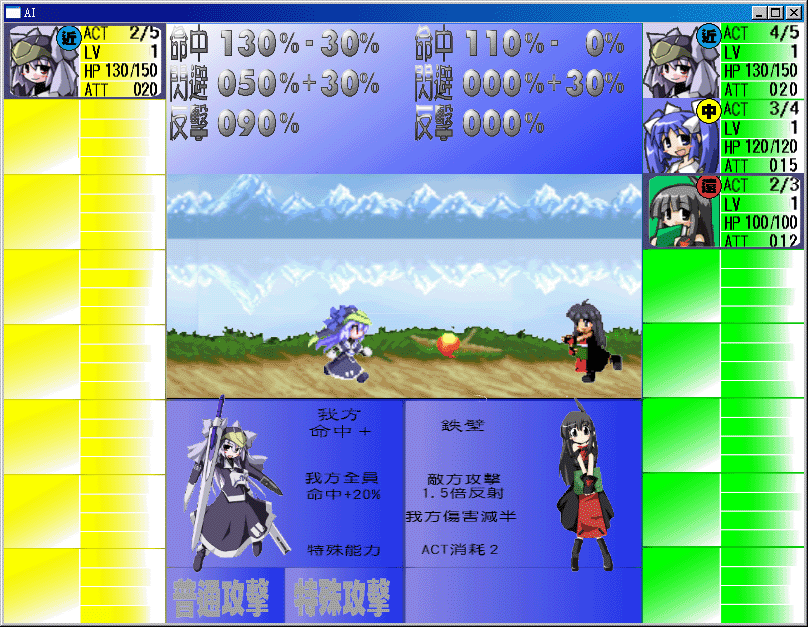 AI
近
ACT 2/5
LV 1
HP 130/150
ATT 020
命中 130%-30%
閃避 050%+30%
反擊 090%
命中 110%- 0%
閃避 000%+30%
反擊 000%
近
ACT 4/5
LV 1
HP 130/150
ATT 020
中
ACT 3/4
LV 1
HP 120/120
ATT 015
遠
ACT 2/3
LV 1
HP 100/100
ATT 012
我方
命中+
我方全員
命中+20%
特殊能力
鉄壁
敵方攻擊
1.5倍反射
我方傷害減半
ACT消耗2
普通攻擊
特殊攻擊